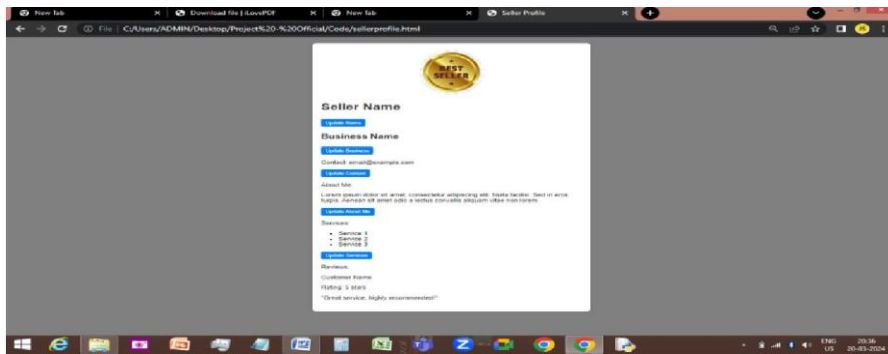 New Tab
Download file | iLovePDF
New Tab
Seller Profile
File
C:/Users/ADMIN/Desktop/Project%20-%20Official/Code/sellerprofile.html
BEST
SELLER
Seller Name
Update Name
Business Name
Update Business
Contact: email@example.com
Update Contact
About Me:
Lorem ipsum dolor sit amet, consectetur adipiscing elit. Nulla facilisi. Sed in eros
turpis. Aenean sit amet odio a lectus convallis aliquam vitae non lorem.
Update About Me
Services:
Service 1
Service 2
Service 3
Update Services
Reviews:
Customer Name
Rating: 5 stars
"Great service, highly recommended!"
ENG
US
20:36
20-03-2024